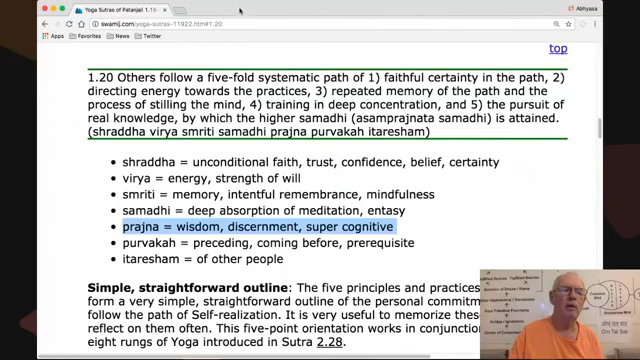 Yoga Sutras of Patanjali 1.19
Abhyasa
swamij.com/yoga-sutras-11922.htm#1.20
Apps Favorites News Twitter
top
1.20 Others follow a five-fold systematic path of 1) faithful certainty in the path, 2)
directing energy towards the practices, 3) repeated memory of the path and the
process of stilling the mind, 4) training in deep concentration, and 5) the pursuit of
real knowledge, by which the higher samadhi (asamprajnata samadhi) is attained.
(shraddha virya smriti samadhi prajna purvakah itaresham)
• shraddha = unconditional faith, trust, confidence, belief, certainty
• virya = energy, strength of will
• smriti = memory, intentful remembrance, mindfulness
• samadhi = deep absorption of meditation, entasy
• prajna = wisdom, discernment, super cognitive
• purvakah = preceding, coming before, prerequisite
• itaresham = of other people
Simple, straightforward outline: The five principles and practices
form a very simple, straightforward outline of the personal commitm
follow the path of Self-realization. It is very useful to memorize thes
reflect on them often. This five-point orientation works in conjunction
eight rungs of Yoga introduced in Sutra 2.28.
Om Tat Sat